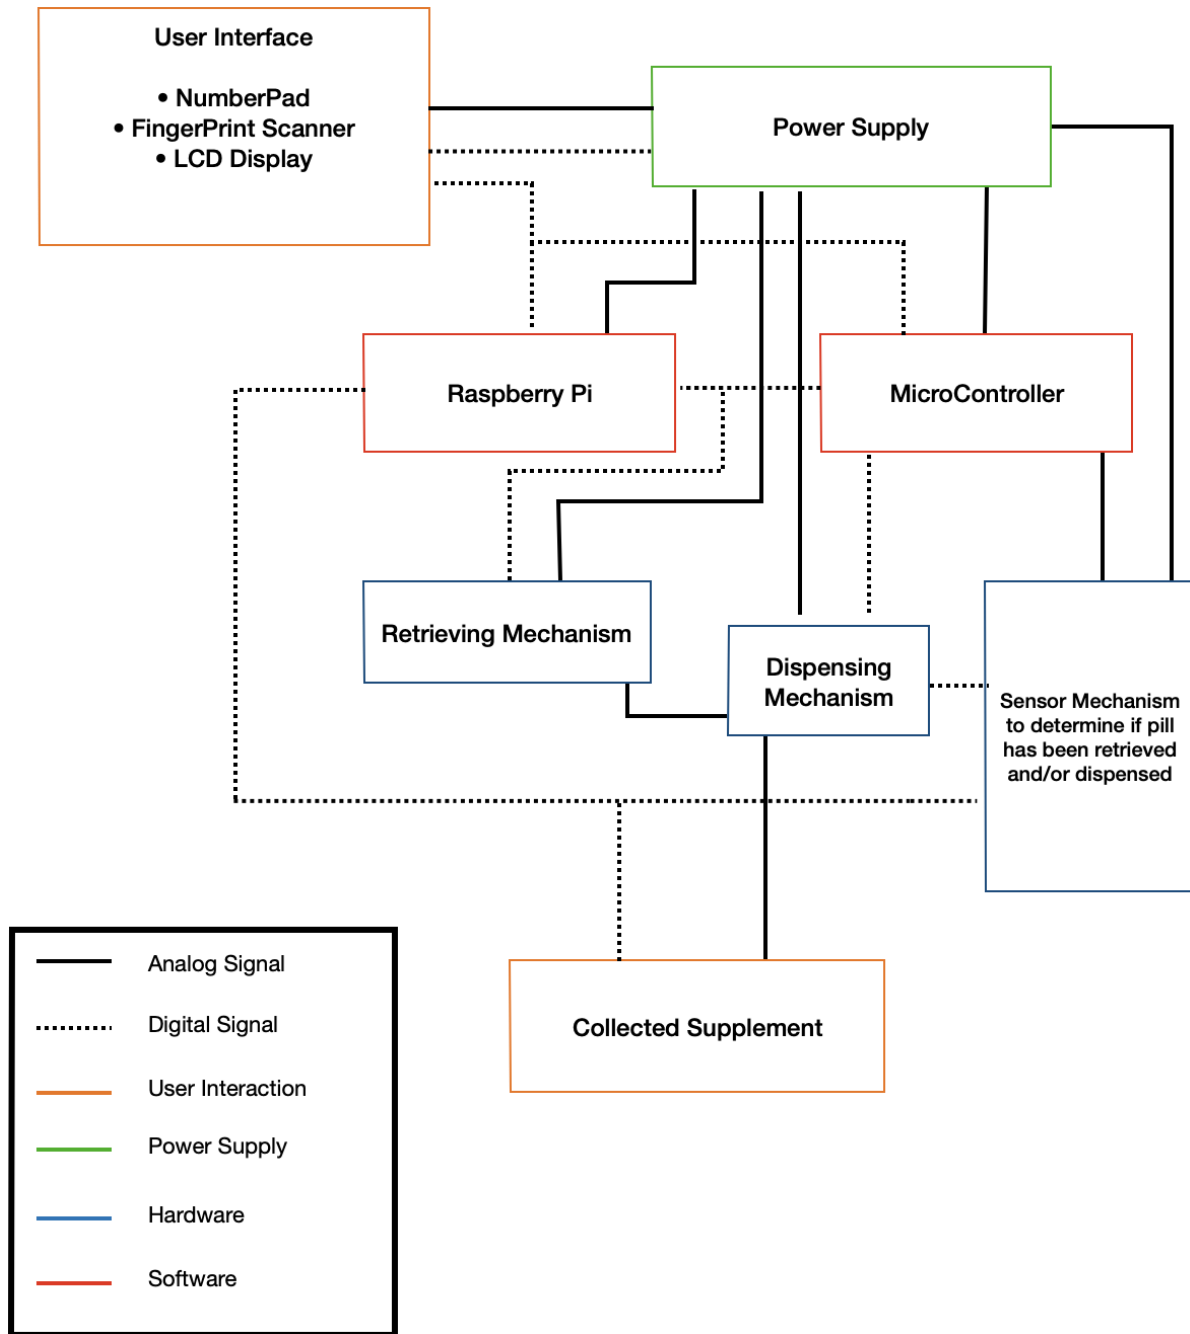 User Interface
• NumberPad
• FingerPrint Scanner
• LCD Display
Power Supply
Raspberry Pi
MicroController
Retrieving Mechanism
Dispensing
Mechanism
Sensor Mechanism
to determine if pill
has been retrieved
and/or dispensed
Collected Supplement
Analog Signal
Digital Signal
User Interaction
Power Supply
Hardware
Software